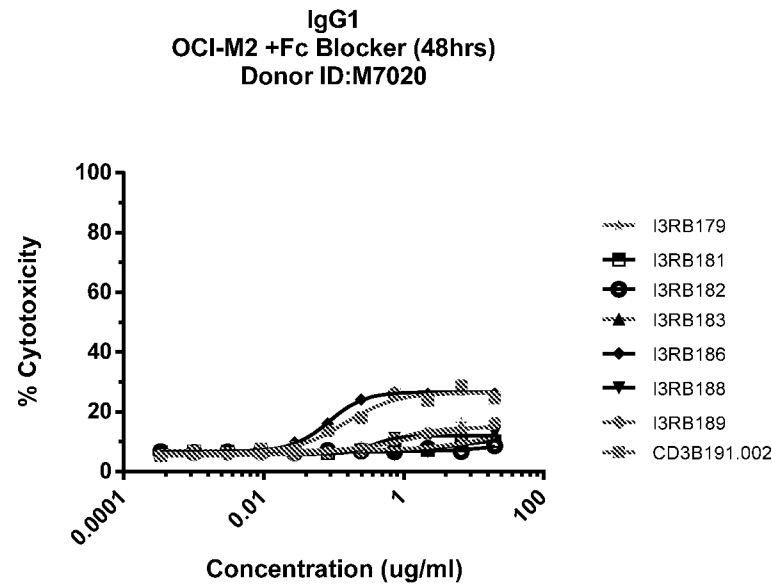 IgG1
OCI-M2 +Fc Blocker (48hrs)
Donor ID:M7020
100
80
60
40
20
0
% Cytotoxicity
0.0001
0.01
1
100
Concentration (ug/ml)
I3RB179
I3RB181
I3RB182
I3RB183
I3RB186
I3RB188
I3RB189
CD3B191.002